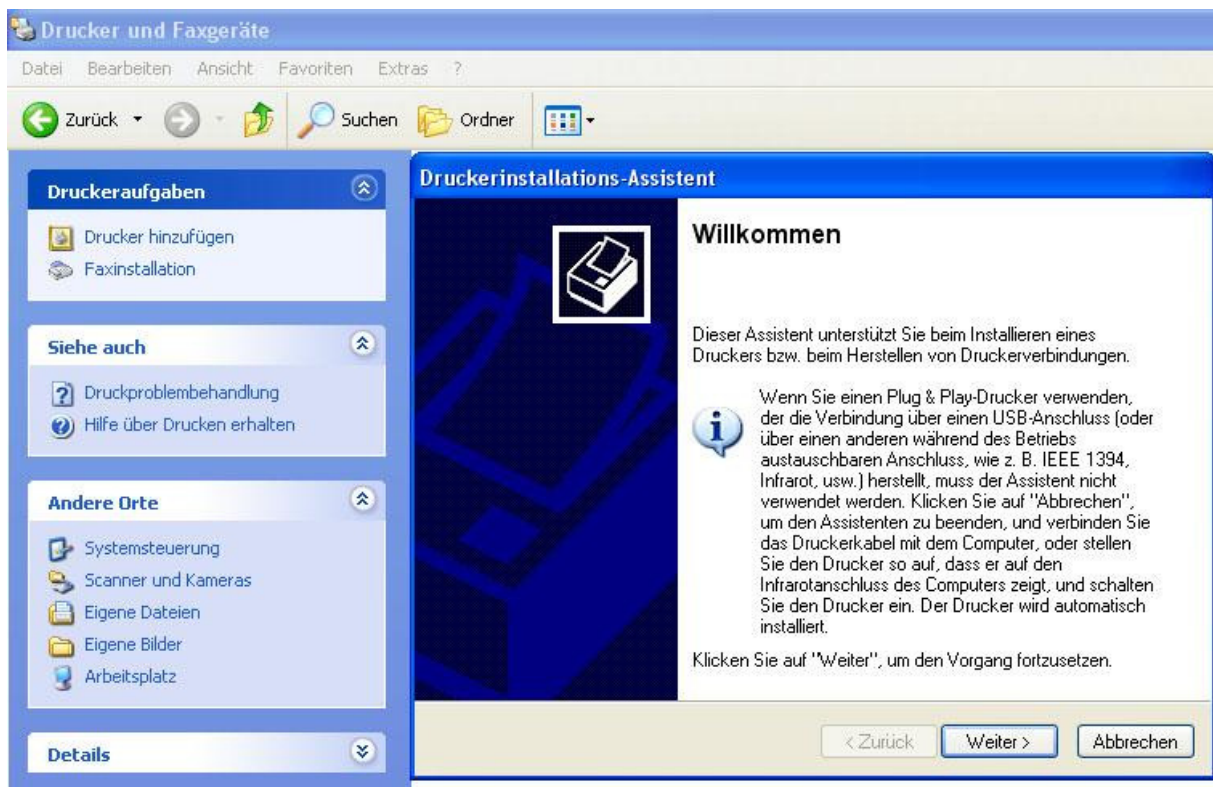 Drucker und Faxgeräte
Datei Bearbeiten Ansicht Favoriten Extras ?
Zurück Suchen Ordner
Druckeraufgaben
Drucker hinzufügen
Faxinstallation
Siehe auch
Druckproblembehandlung
Hilfe über Drucken erhalten
Andere Orte
Systemsteuerung
Scanner und Kameras
Eigene Dateien
Eigene Bilder
Arbeitsplatz
Details
Druckerinstallations-Assistent
Willkommen
Dieser Assistent unterstützt Sie beim Installieren eines
Druckers bzw. beim Herstellen von Druckerverbindungen.
Wenn Sie einen Plug & Play-Drucker verwenden,
der die Verbindung über einen USB-Anschluss (oder
über einen anderen während des Betriebs
austauschbaren Anschluss, wie z. B. IEEE 1394,
Infrarot, usw.) herstellt, muss der Assistent nicht
verwendet werden. Klicken Sie auf "Abbrechen",
um den Assistenten zu beenden, und verbinden Sie
das Druckerkabel mit dem Computer, oder stellen
Sie den Drucker so auf, dass er auf den
Infrarotanschluss des Computers zeigt, und schalten
Sie den Drucker ein. Der Drucker wird automatisch
installiert.
Klicken Sie auf "Weiter", um den Vorgang fortzusetzen.
< Zurück Weiter > Abbrechen